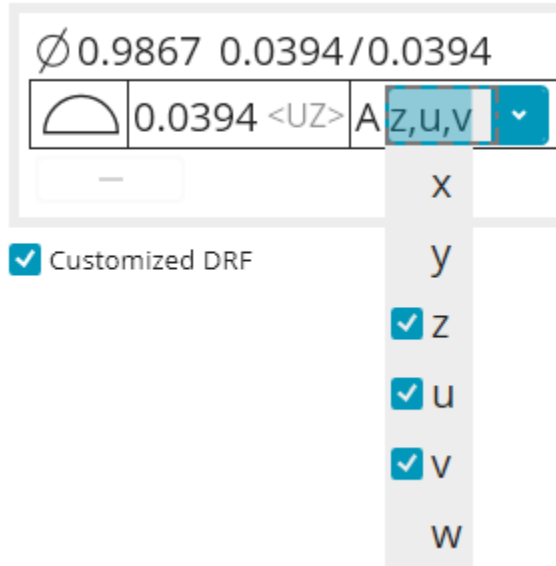 ∅0.9867 0.0394/0.0394
0.0394 <UZ> A z,u,v
x
y
Customized DRF
z
u
v
w